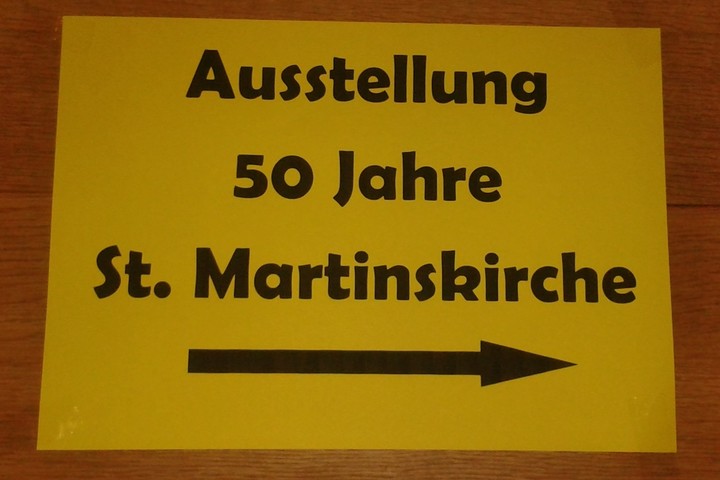 Ausstellung
50 Jahre
St. Martinskirche